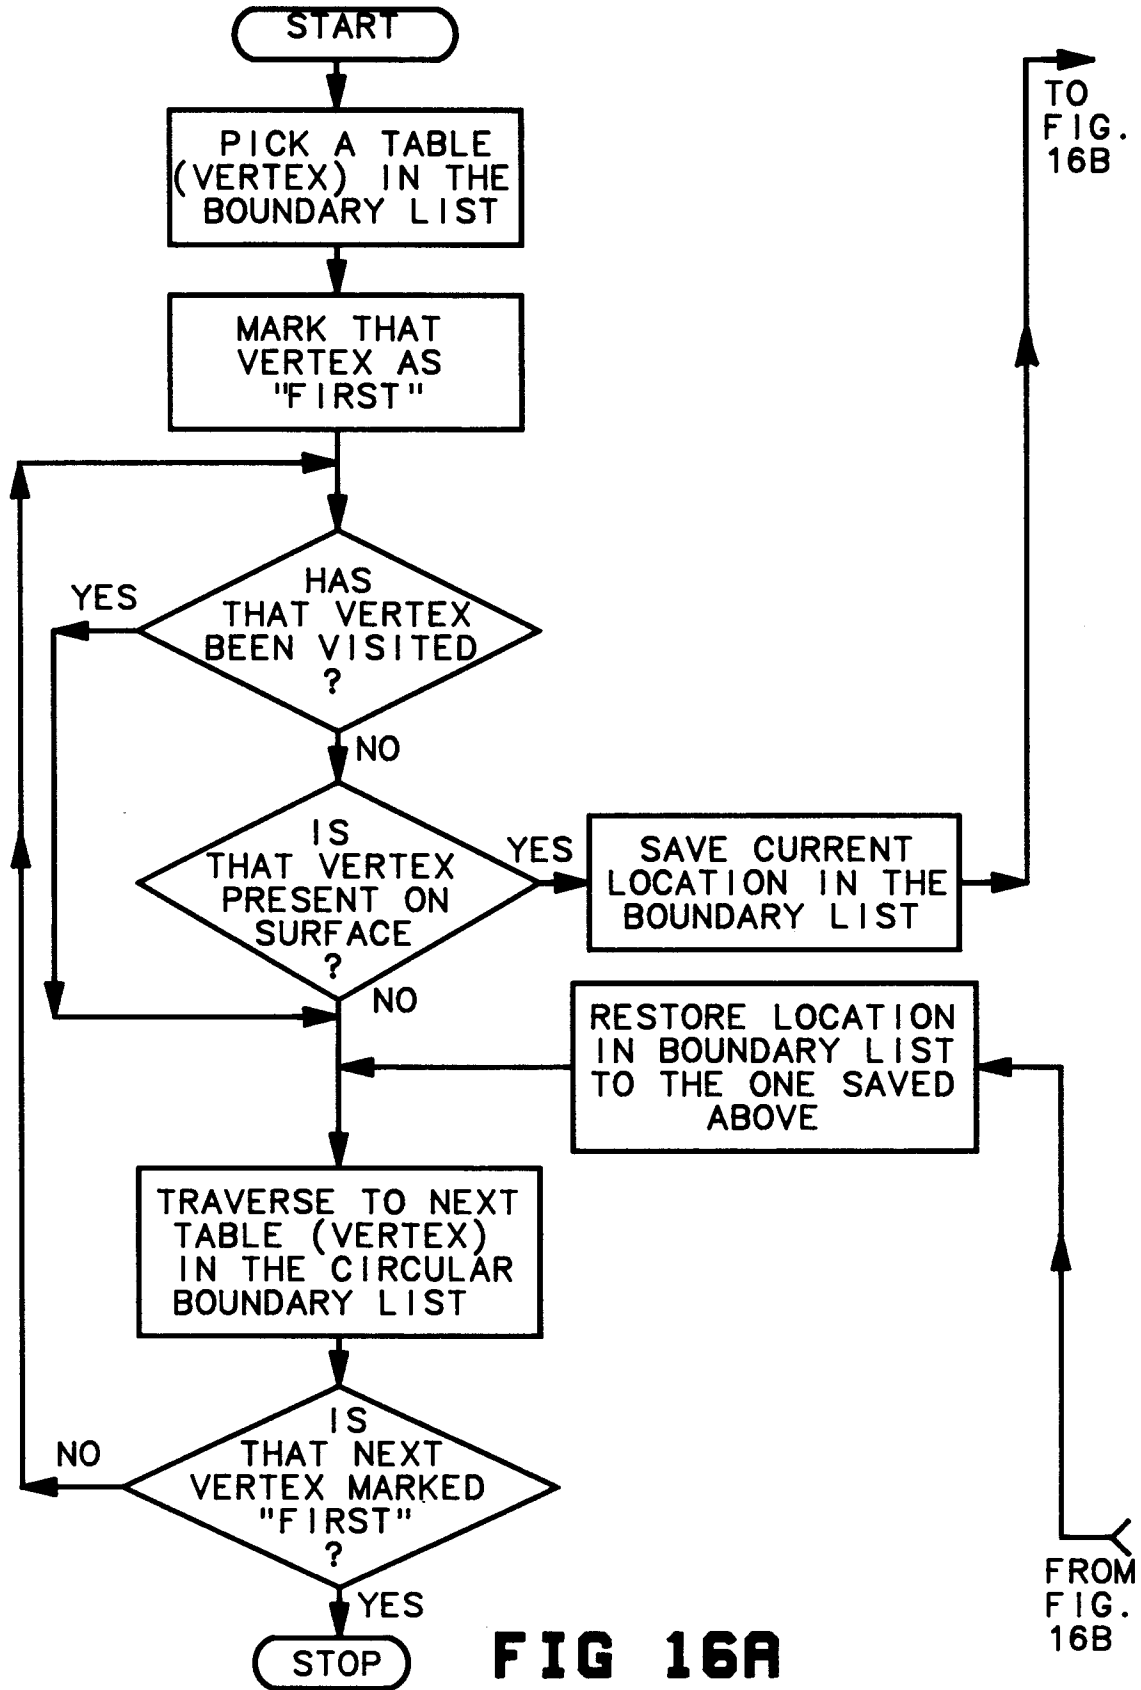 START
PICK A TABLE
(VERTEX) IN THE
BOUNDARY LIST
MARK THAT
VERTEX AS
"FIRST"
HAS
THAT VERTEX
BEEN VISITED
?
YES
NO
IS
THAT VERTEX
PRESENT ON
SURFACE
?
YES
NO
SAVE CURRENT
LOCATION IN THE
BOUNDARY LIST
TO
FIG.
16B
RESTORE LOCATION
IN BOUNDARY LIST
TO THE ONE SAVED
ABOVE
TRAVERSE TO NEXT
TABLE (VERTEX)
IN THE CIRCULAR
BOUNDARY LIST
IS
THAT NEXT
VERTEX MARKED
"FIRST"
?
NO
YES
STOP
FROM
FIG.
16B
FIG 16A